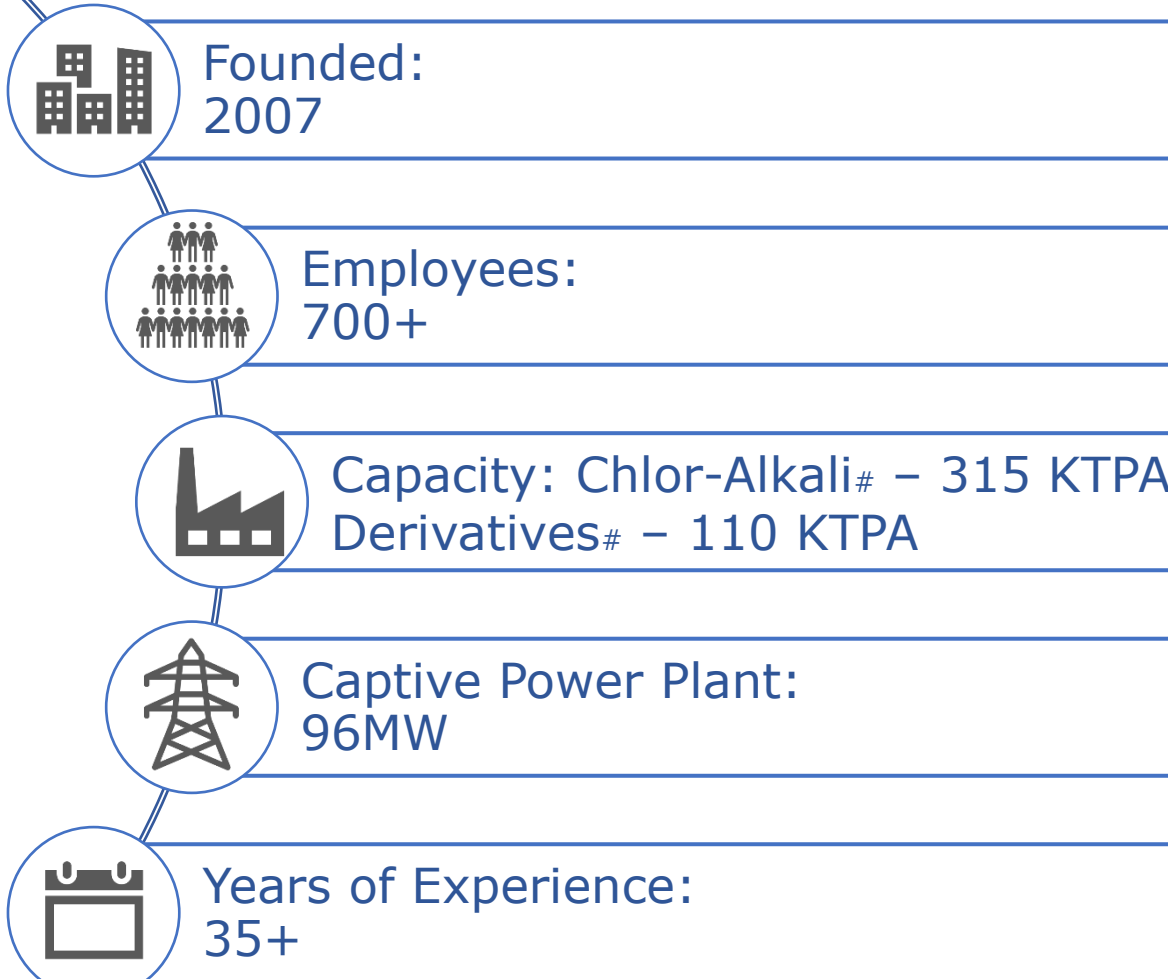 Founded:
2007
Employees:
700+
Capacity: Chlor-Alkali# – 315 KTPA
Derivatives# – 110 KTPA
Captive Power Plant:
96MW
Years of Experience:
35+